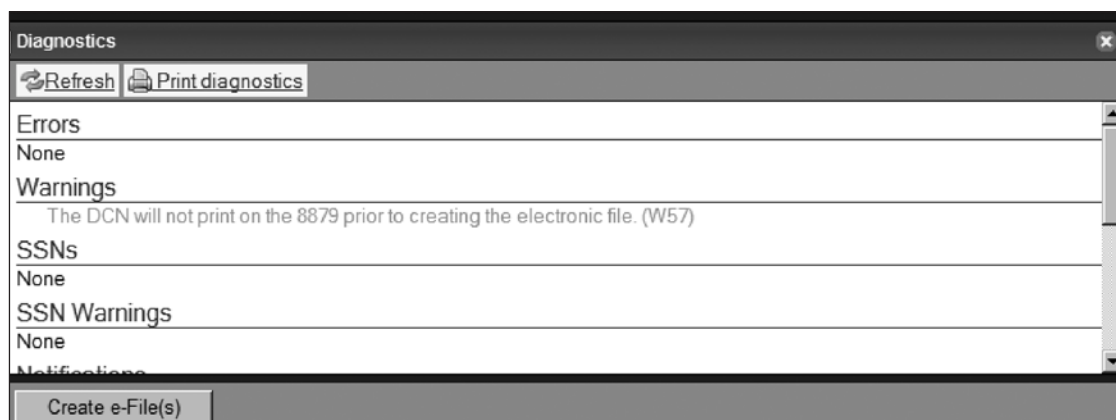 Diagnostics
Refresh Print diagnostics
Errors
None
Warnings
The DCN will not print on the 8879 prior to creating the electronic file. (W57)
SSNs
None
SSN Warnings
None
Notifications
Create e-File(s)